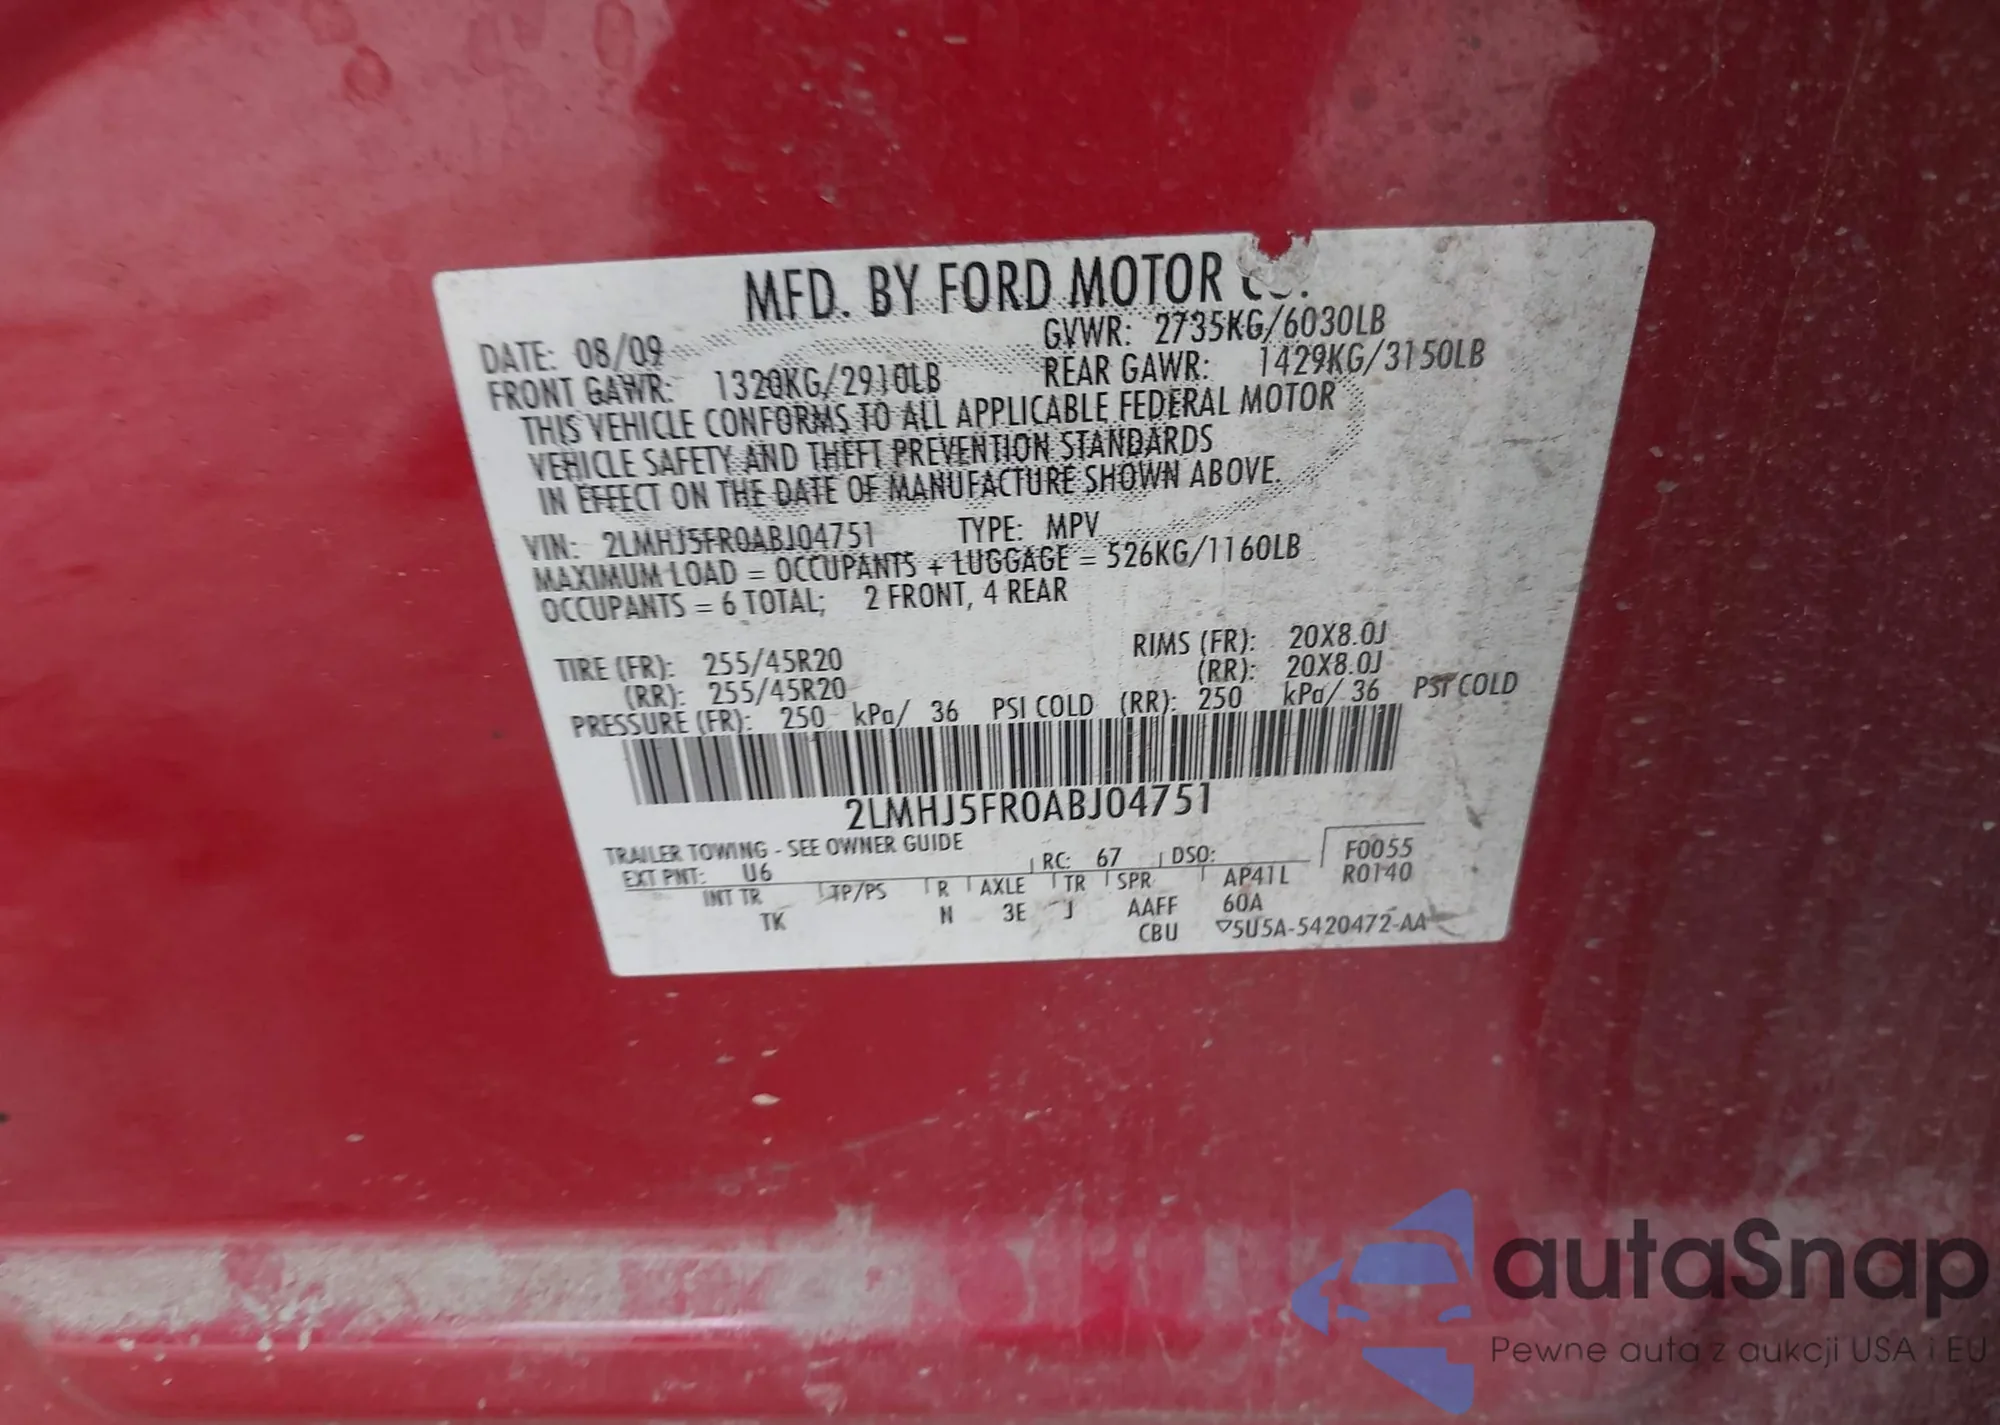 MFD. BY FORD MOTOR CO.
DATE: 08/09 GVWR: 2735KG/6030LB
FRONT GAWR: 1320KG/2910LB REAR GAWR: 1429KG/3150LB
THIS VEHICLE CONFORMS TO ALL APPLICABLE FEDERAL MOTOR
VEHICLE SAFETY AND THEFT PREVENTION STANDARDS
IN EFFECT ON THE DATE OF MANUFACTURE SHOWN ABOVE.
VIN: 2LMHJ5FR0ABJ04751 TYPE: MPV
MAXIMUM LOAD = OCCUPANTS + LUGGAGE = 526KG/1160LB
OCCUPANTS = 6 TOTAL; 2 FRONT, 4 REAR
TIRE (FR): 255/45R20 RIMS (FR): 20X8.0J
(RR): 255/45R20 (RR): 20X8.0J
PRESSURE (FR): 250 kPa/ 36 PSI COLD (RR): 250 kPa/ 36 PSI COLD
2LMHJ5FR0ABJ04751
TRAILER TOWING - SEE OWNER GUIDE
EXT PNT: U6 RC: 67 DSO: F0055
INT TR TP/PS R AXLE TR SPR AP41L R0140
TK N 3E J AAFF 60A
CBU ▽5U5A-5420472-AA
autaSnap
Pewne auta z aukcji USA i EU